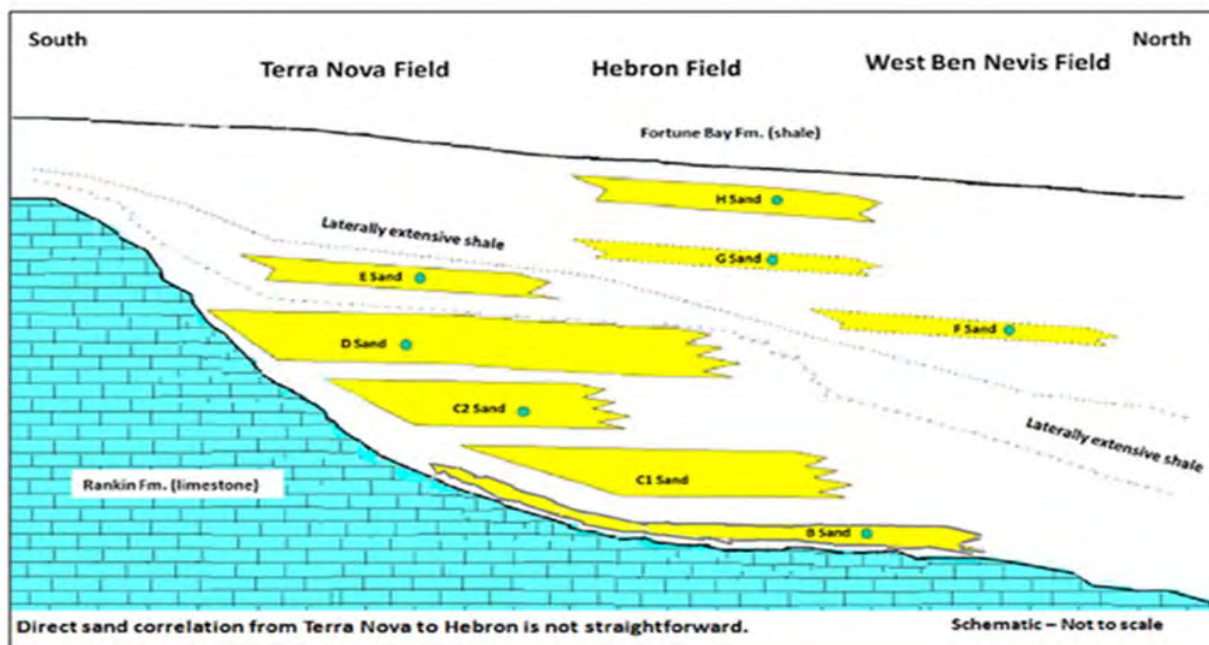 South
North
Terra Nova Field
Hebron Field
West Ben Nevis Field
Fortune Bay Fm. (shale)
H Sand
Laterally extensive shale
G Sand
E Sand
F Sand
D Sand
C2 Sand
Laterally extensive shale
Rankin Fm. (limestone)
C1 Sand
B Sand
Direct sand correlation from Terra Nova to Hebron is not straightforward.
Schematic – Not to scale